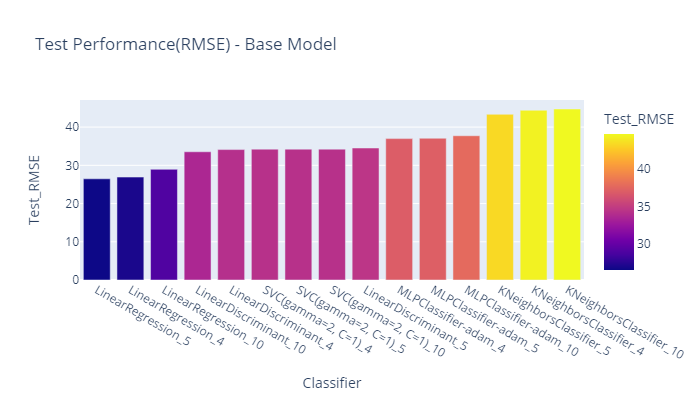 Test Performance(RMSE) - Base Model
Test_RMSE
40
30
20
10
0
LinearRegression_5
LinearRegression_4
LinearRegression_10
LinearDiscriminant_10
LinearDiscriminant_4
SVC(gamma=2, C=1)_4
SVC(gamma=2, C=1)_5
SVC(gamma=2, C=1)_10
LinearDiscriminant_5
MLPClassifier-adam_4
MLPClassifier-adam_5
MLPClassifier-adam_10
KNeighborsClassifier_5
KNeighborsClassifier_4
KNeighborsClassifier_10
Classifier
Test_RMSE
40
35
30